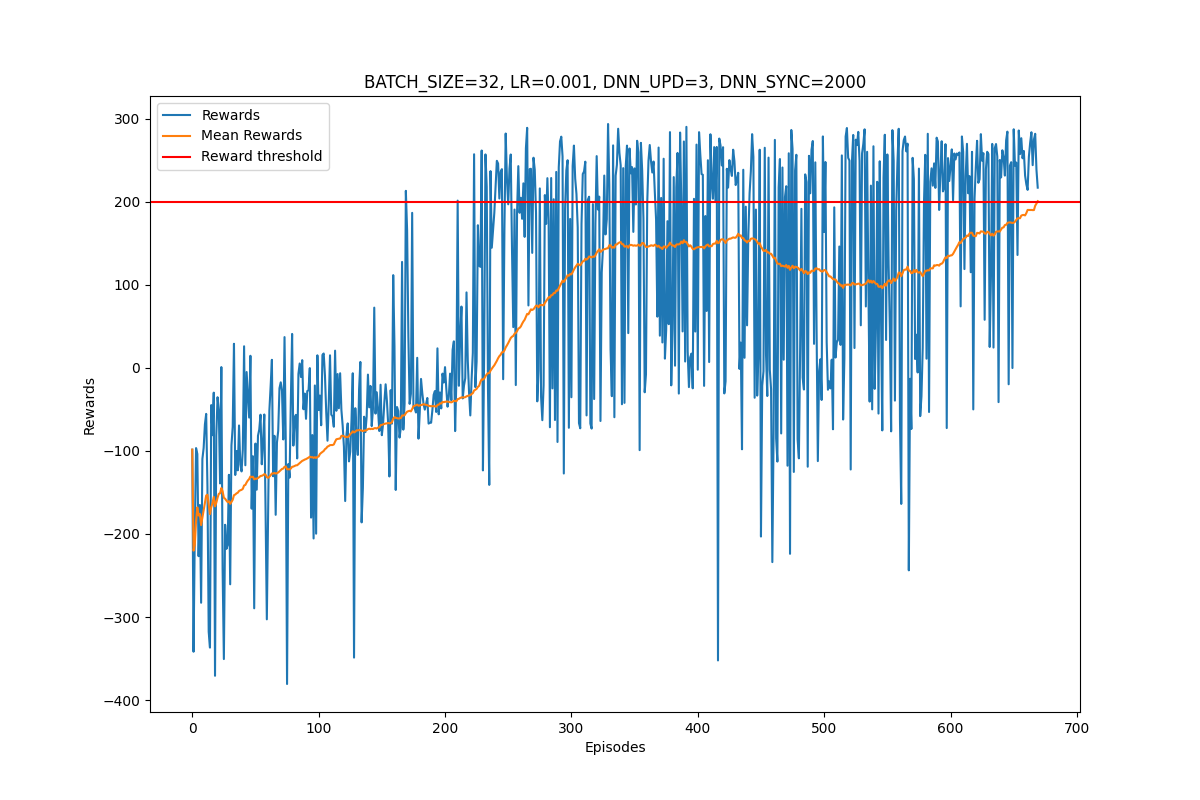 BATCH_SIZE=32, LR=0.001, DNN_UPD=3, DNN_SYNC=2000
Rewards
Mean Rewards
Reward threshold
300
200
100
0
−100
−200
−300
−400
Rewards
0 100 200 300 400 500 600 700
Episodes